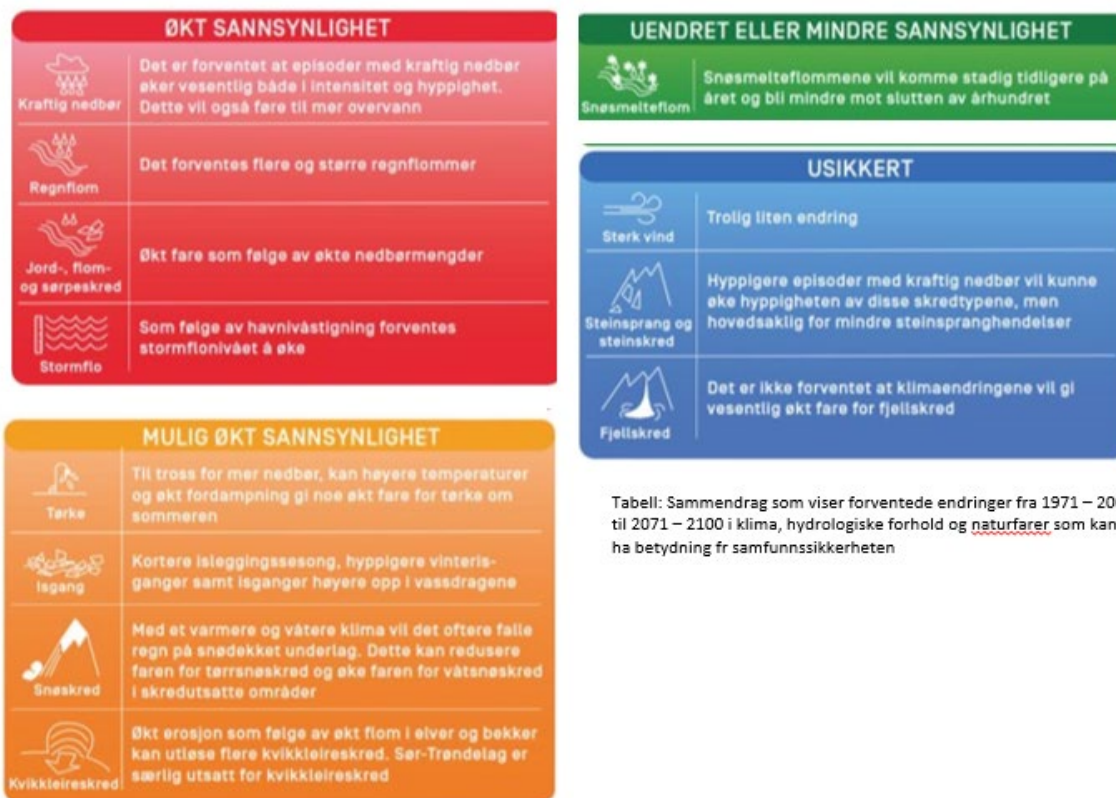 ØKT SANNSYNLIGHET
Kraftig nedbør
Det er forventet at episoder med kraftig nedbør
øker vesentlig både i intensitet og hyppighet.
Dette vil også føre til mer overvann
Regnflom
Det forventes flere og større regnflommer
Jord-, flom-
og sørpeskred
Økt fare som følge av økte nedbørmengder
Stormflo
Som følge av havnivåstigning forventes
stormflonivået å øke
MULIG ØKT SANNSYNLIGHET
Tørke
Til tross for mer nedbør, kan høyere temperaturer
og økt fordampning gi noe økt fare for tørke om
sommeren
Isgang
Kortere isleggingssesong, hyppigere vinteris-
ganger samt isganger høyere opp i vassdragene
Snøskred
Med et varmere og våtere klima vil det oftere falle
regn på snødekket underlag. Dette kan redusere
faren for tørrsnøskred og øke faren for våtsnøskred
i skredutsatte områder
Kvikkleireskred
Økt erosjon som følge av økt flom i elver og bekker
kan utløse flere kvikkleireskred. Sør-Trøndelag er
særlig utsatt for kvikkleireskred
UENDRET ELLER MINDRE SANNSYNLIGHET
Snøsmelteflom
Snøsmelteflommene vil komme stadig tidligere på
året og bli mindre mot slutten av århundret
USIKKERT
Sterk vind
Trolig liten endring
Steinsprang og
steinskred
Hyppigere episoder med kraftig nedbør vil kunne
øke hyppigheten av disse skredtypene, men
hovedsaklig for mindre steinspranghendelser
Fjellskred
Det er ikke forventet at klimaendringene vil gi
vesentlig økt fare for fjellskred
Tabell: Sammendrag som viser forventede endringer fra 1971 – 20
til 2071 – 2100 i klima, hydrologiske forhold og naturfarer som kan
ha betydning fr samfunnssikkerheten